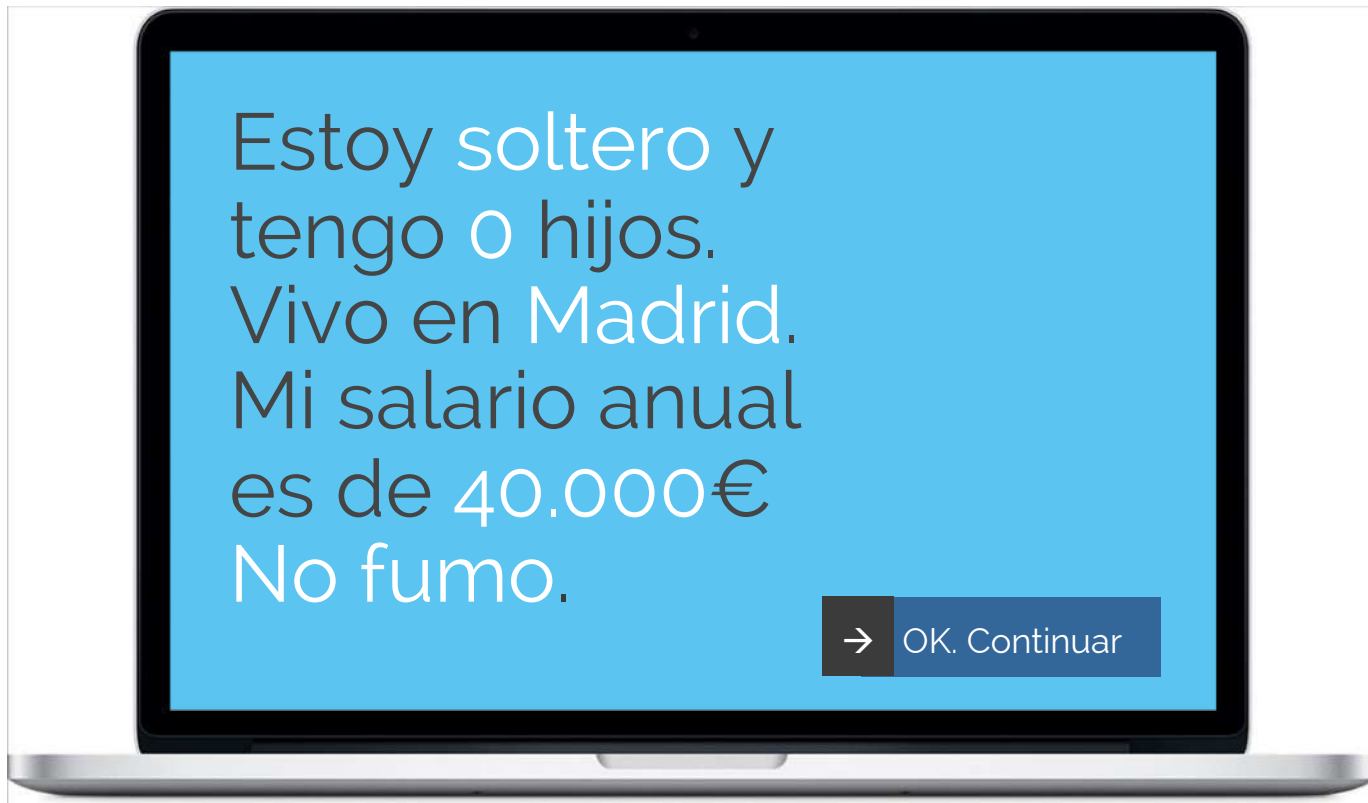 Estoy soltero y
tengo 0 hijos.
Vivo en Madrid.
Mi salario anual
es de 40.000€
No fumo.
→ OK. Continuar